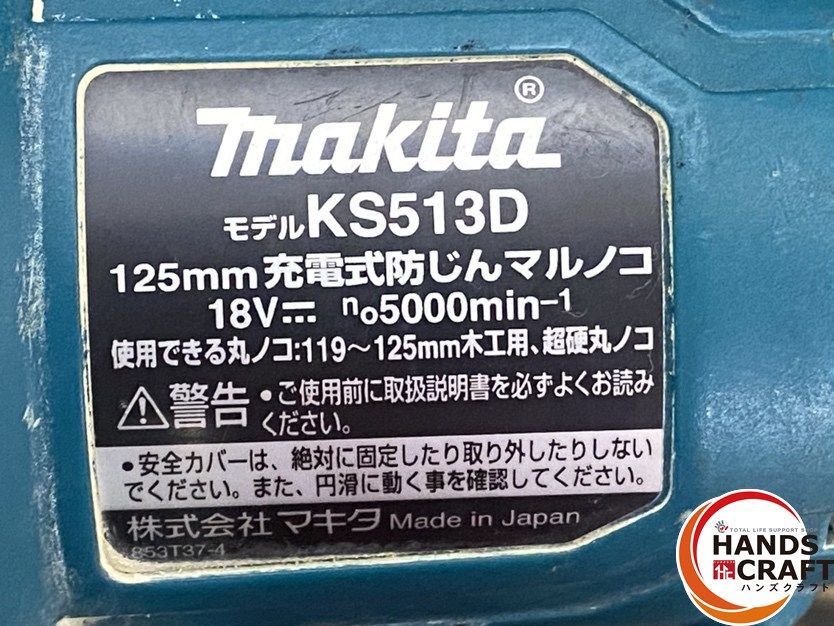 makita®
モデルKS513D
125mm 充電式防じんマルノコ
18V⎓ n₀5000min⁻¹
使用できる丸ノコ:119～125mm木工用、超硬丸ノコ
⚠警告 •ご使用前に取扱説明書を必ずよくお読み
ください。
•安全カバーは、絶対に固定したり取り外したりしない
でください。また、円滑に動く事を確認してください。
株式会社 マキタ Made in Japan
853T37-4
TOTAL LIFE SUPPORT SHOP
HANDS
CRAFT
ハンズクラフト